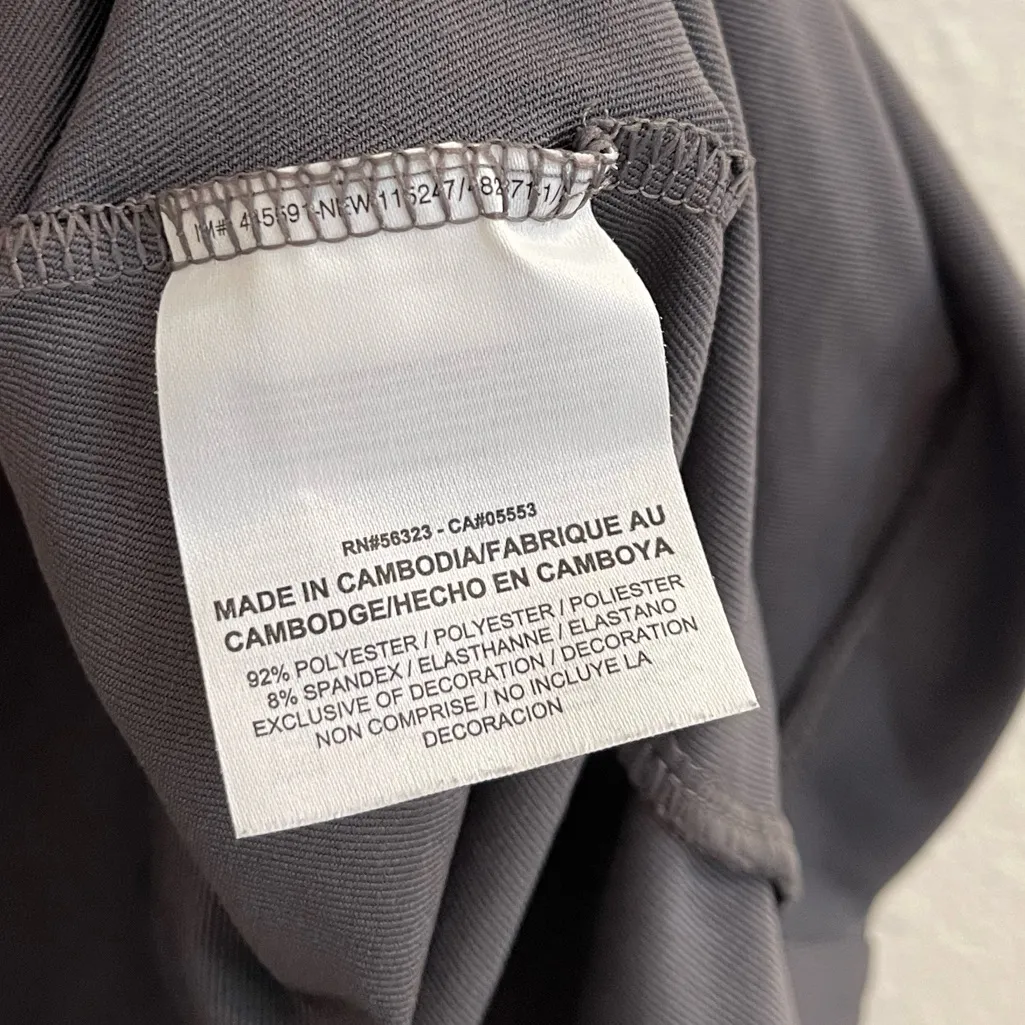 RN#56323 - CA#05553
MADE IN CAMBODIA/FABRIQUE AU
CAMBODGE/HECHO EN CAMBOYA
92% POLYESTER / POLYESTER / POLIESTER
8% SPANDEX / ELASTHANNE / ELASTANO
EXCLUSIVE OF DECORATION / DECORATION
NON COMPRISE / NO INCLUYE LA
DECORACION